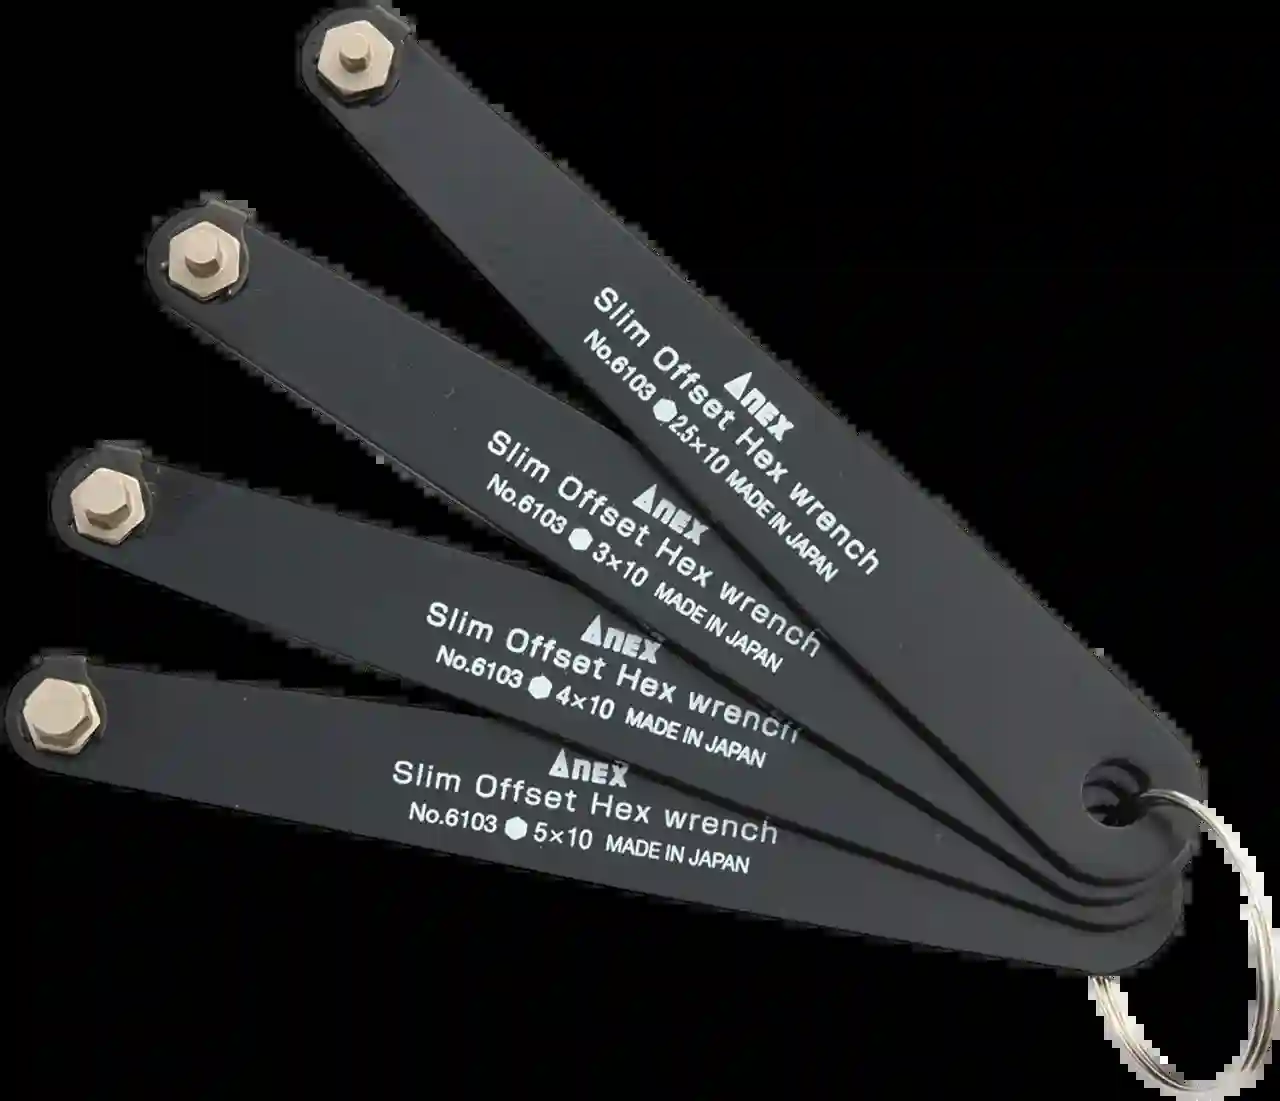 ANEX
Slim Offset Hex wrench
No.6103 ⬢ 25×10 MADE IN JAPAN
ANEX
Slim Offset Hex wrench
No.6103 ⬢ 3×10 MADE IN JAPAN
ANEX
Slim Offset Hex wrench
No.6103 ⬢ 4×10 MADE IN JAPAN
ANEX
Slim Offset Hex wrench
No.6103 ⬢ 5×10 MADE IN JAPAN